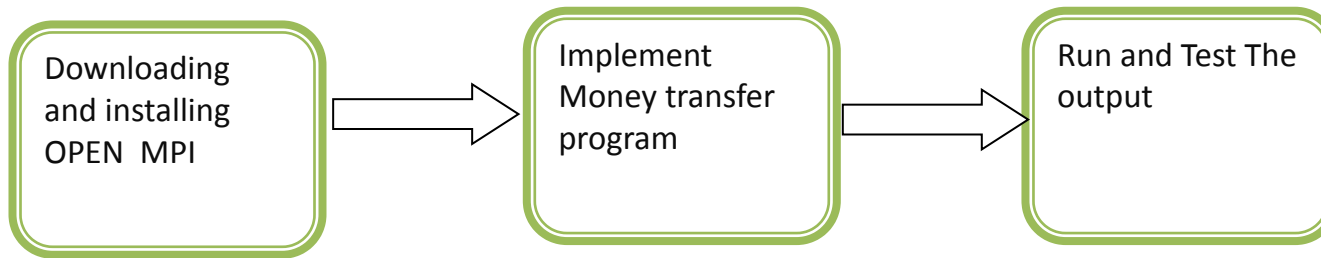 Downloading
and installing
OPEN MPI
Implement
Money transfer
program
Run and Test The
output